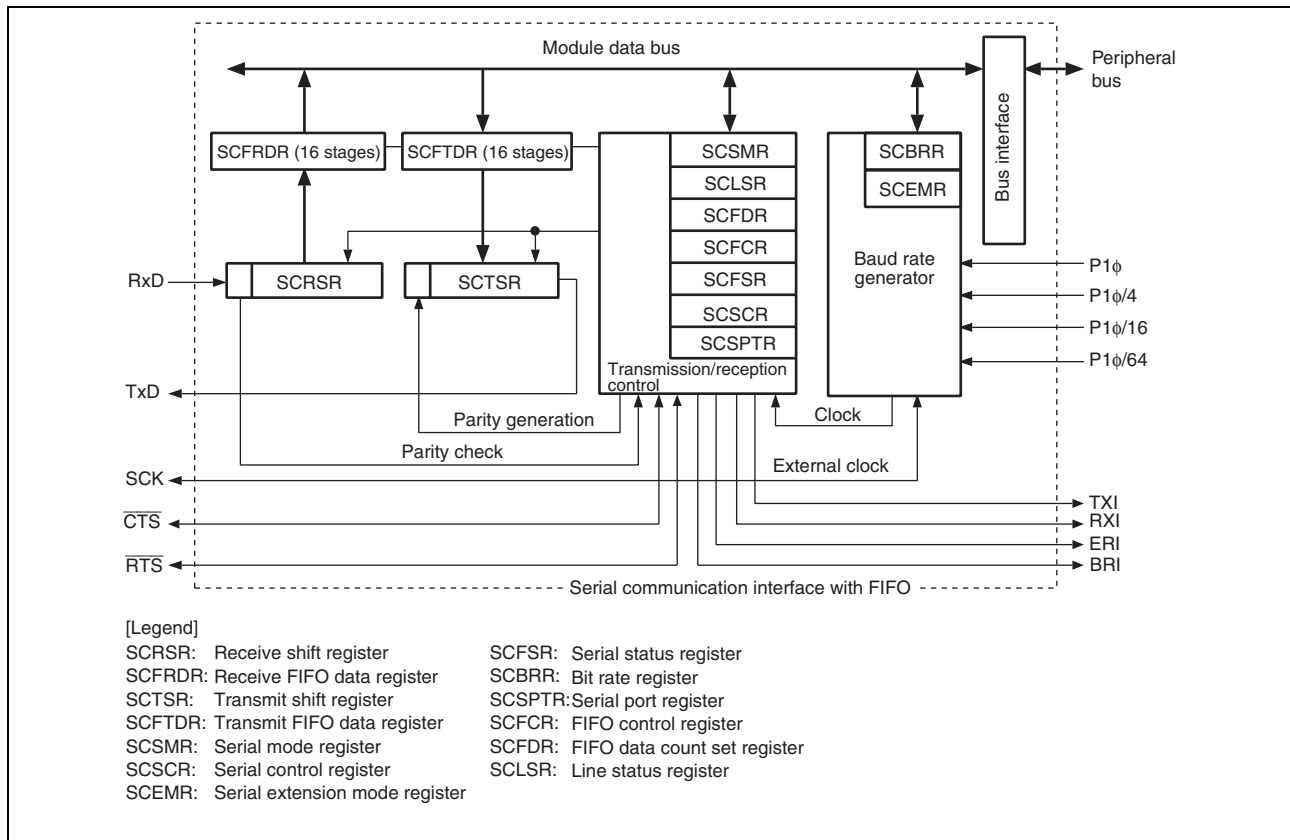 Module data bus
Peripheral
bus
Bus interface
SCFRDR (16 stages)
SCFTDR (16 stages)
SCSMR
SCLSR
SCFDR
SCFCR
SCFSR
SCSCR
SCSPTR
Transmission/reception
control
SCBRR
SCEMR
Baud rate
generator
RxD
SCRSR
SCTSR
P1ϕ
P1ϕ/4
P1ϕ/16
P1ϕ/64
TxD
Parity generation
Clock
Parity check
External clock
SCK
CTS
RTS
TXI
RXI
ERI
BRI
Serial communication interface with FIFO
[Legend]
SCRSR: Receive shift register
SCFRDR: Receive FIFO data register
SCTSR: Transmit shift register
SCFTDR: Transmit FIFO data register
SCSMR: Serial mode register
SCSCR: Serial control register
SCEMR: Serial extension mode register
SCFSR: Serial status register
SCBRR: Bit rate register
SCSPTR: Serial port register
SCFCR: FIFO control register
SCFDR: FIFO data count set register
SCLSR: Line status register